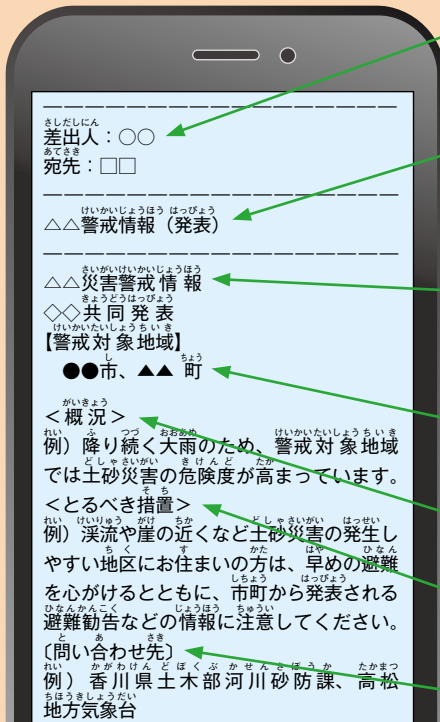 差出人：○○
宛先：□□
△△警戒情報（発表）
△△災害警戒情報
◇◇共同発表
【警戒対象地域】
●●市、▲▲ 町
＜概況＞
例）降り続く大雨のため、警戒対象地域
では土砂災害の危険度が高まっています。
＜とるべき措置＞
例）渓流や崖の近くなど土砂災害の発生し
やすい地区にお住まいの方は、早めの避難
を心がけるとともに、市町から発表される
避難勧告などの情報に注意してください。
〔問い合わせ先〕
例）香川県土木部河川砂防課、高松
地方気象台